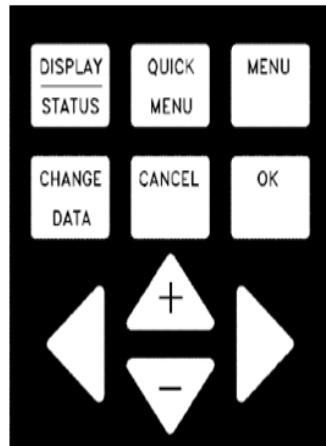 DISPLAY
STATUS
QUICK
MENU
MENU
CHANGE
DATA
CANCEL
OK
+
-